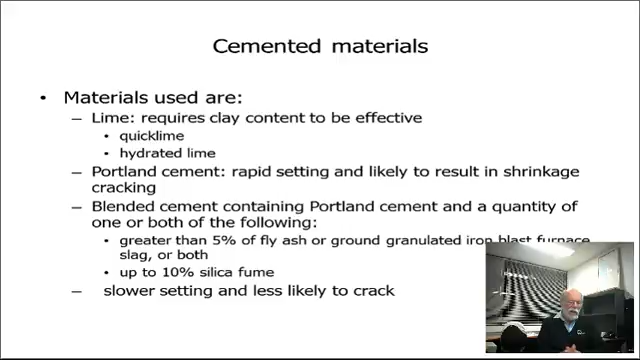 Cemented materials
• Materials used are:
– Lime: requires clay content to be effective
• quicklime
• hydrated lime
– Portland cement: rapid setting and likely to result in shrinkage
cracking
– Blended cement containing Portland cement and a quantity of
one or both of the following:
• greater than 5% of fly ash or ground granulated iron blast furnace
slag, or both
• up to 10% silica fume
– slower setting and less likely to crack